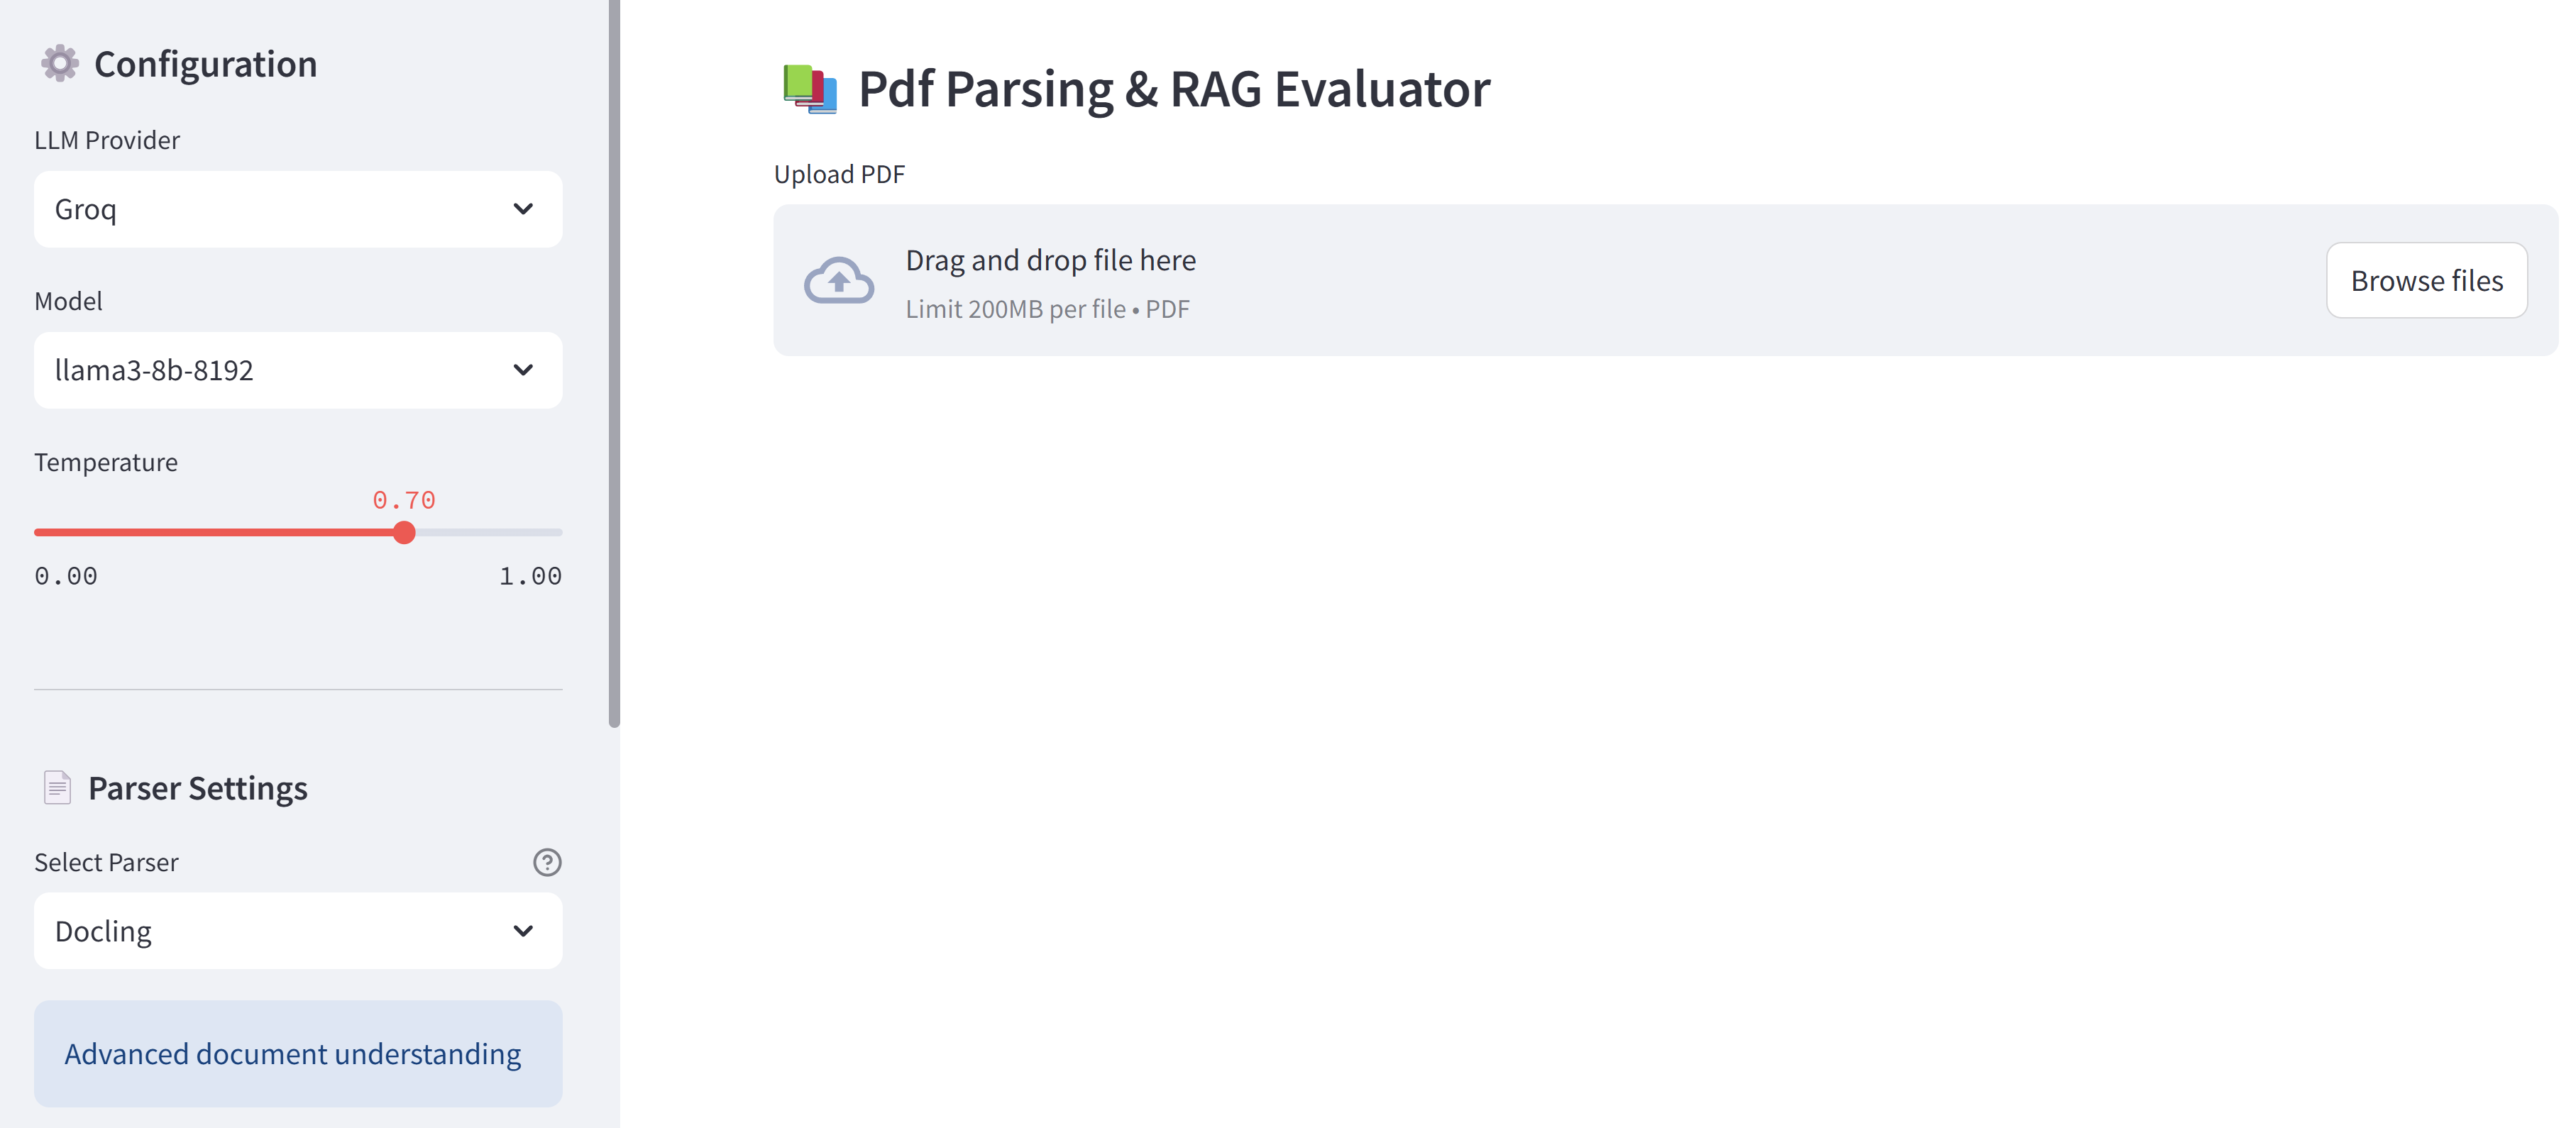 Configuration
LLM Provider
Groq
Model
llama3-8b-8192
Temperature
0.70
0.00 1.00
Parser Settings
Select Parser
Docling
Advanced document understanding
Pdf Parsing & RAG Evaluator
Upload PDF
Drag and drop file here
Limit 200MB per file • PDF
Browse files